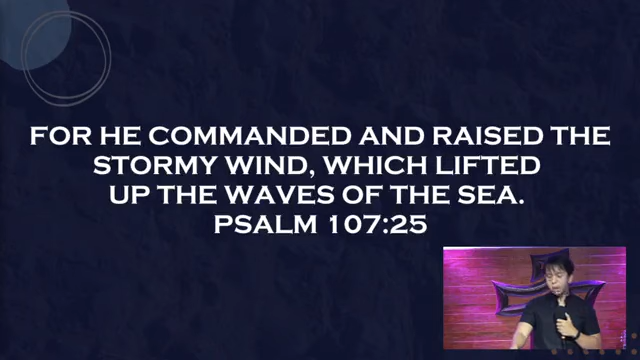 FOR HE COMMANDED AND RAISED THE
STORMY WIND, WHICH LIFTED
UP THE WAVES OF THE SEA.
PSALM 107:25